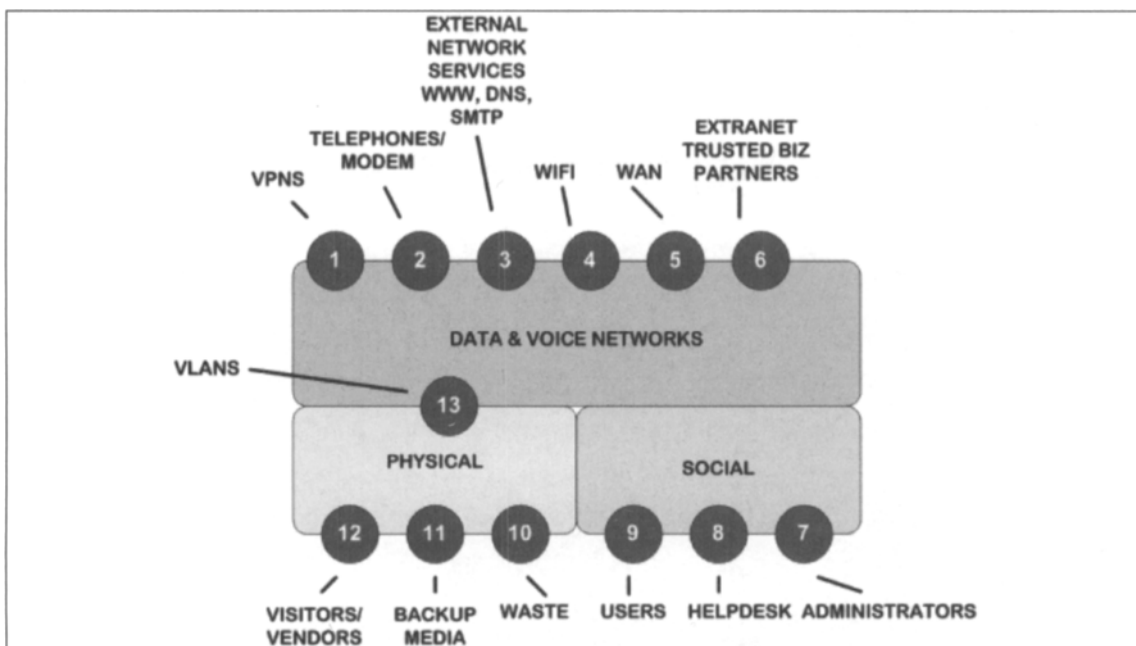 EXTERNAL
NETWORK
SERVICES
WWW, DNS,
SMTP
TELEPHONES/
MODEM
EXTRANET
TRUSTED BIZ
PARTNERS
VPNS
WIFI
WAN
1
2
3
4
5
6
DATA & VOICE NETWORKS
VLANS
13
PHYSICAL
SOCIAL
12
11
10
9
8
7
VISITORS/
VENDORS
BACKUP
MEDIA
WASTE
USERS
HELPDESK
ADMINISTRATORS